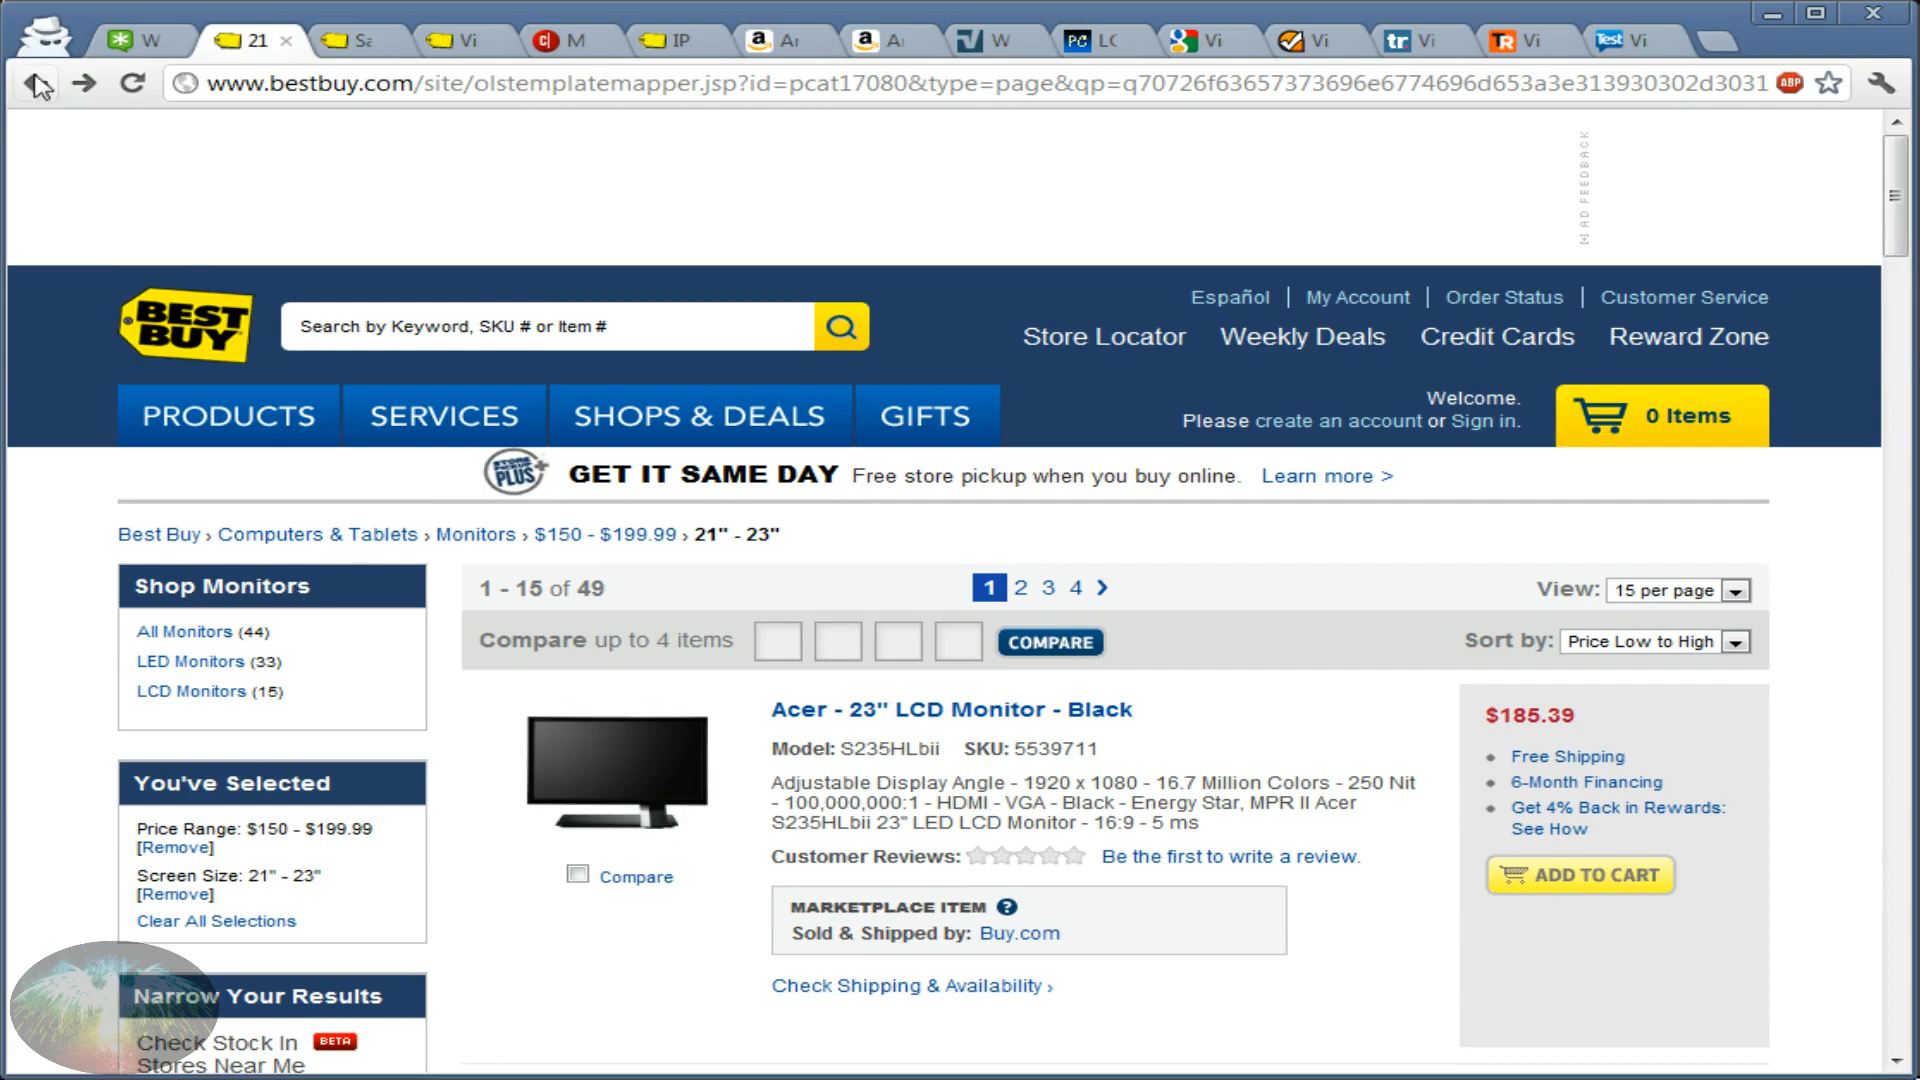 W
21
Sa
Vi
M
IP
W
LC
Vi
Vi
Vi
Vi
Vi
www.bestbuy.com/site/olstemplatemapper.jsp?id=pcat17080&type=page&qp=q70726f63657373696e6774696d653a3e313930302d3031
ABP
[+] AD FEEDBACK
BEST BUY
Search by Keyword, SKU # or Item #
Español | My Account | Order Status | Customer Service
Store Locator Weekly Deals Credit Cards Reward Zone
PRODUCTS SERVICES SHOPS & DEALS GIFTS
Welcome.
Please create an account or Sign in.
0 Items
STORE PICKUP PLUS+ GET IT SAME DAY Free store pickup when you buy online. Learn more >
Best Buy › Computers & Tablets › Monitors › $150 - $199.99 › 21" - 23"
Shop Monitors
All Monitors (44)
LED Monitors (33)
LCD Monitors (15)
You've Selected
Price Range: $150 - $199.99
[Remove]
Screen Size: 21" - 23"
[Remove]
Clear All Selections
Narrow Your Results
Check Stock In BETA
Stores Near Me
1 - 15 of 49
1 2 3 4 >
View: 15 per page
Compare up to 4 items
COMPARE
Sort by: Price Low to High
Acer - 23" LCD Monitor - Black
Model: S235HLbii SKU: 5539711
Adjustable Display Angle - 1920 x 1080 - 16.7 Million Colors - 250 Nit
- 100,000,000:1 - HDMI - VGA - Black - Energy Star, MPR II Acer
S235HLbii 23" LED LCD Monitor - 16:9 - 5 ms
Customer Reviews: Be the first to write a review.
Compare
MARKETPLACE ITEM ?
Sold & Shipped by: Buy.com
Check Shipping & Availability ›
$185.39
Free Shipping
6-Month Financing
Get 4% Back in Rewards:
See How
ADD TO CART